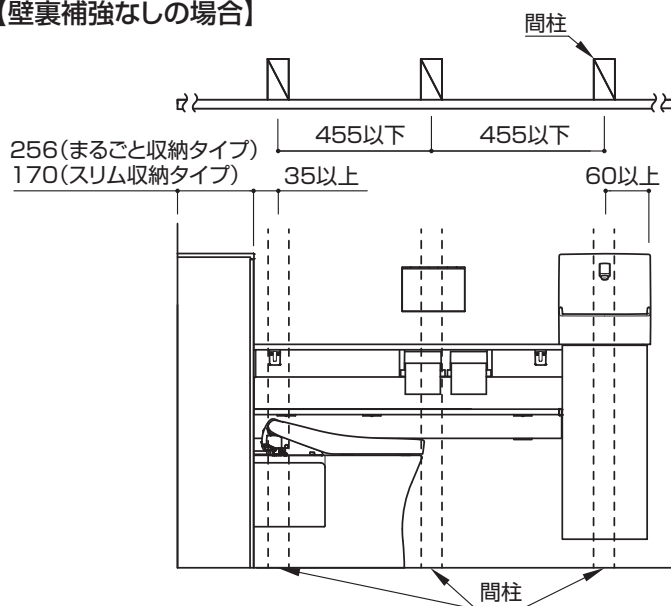 【壁裏補強なしの場合】
間柱
455以下 455以下
256(まるごと収納タイプ)
170(スリム収納タイプ) 35以上 60以上
間柱